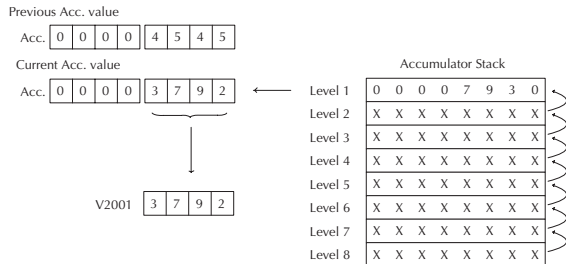 Previous Acc. value
Acc. 0 0 0 0 4 5 4 5
Current Acc. value
Acc. 0 0 0 0 3 7 9 2
V2001 3 7 9 2
Accumulator Stack
Level 1 0 0 0 0 7 9 3 0
Level 2 X X X X X X X X
Level 3 X X X X X X X X
Level 4 X X X X X X X X
Level 5 X X X X X X X X
Level 6 X X X X X X X X
Level 7 X X X X X X X X
Level 8 X X X X X X X X